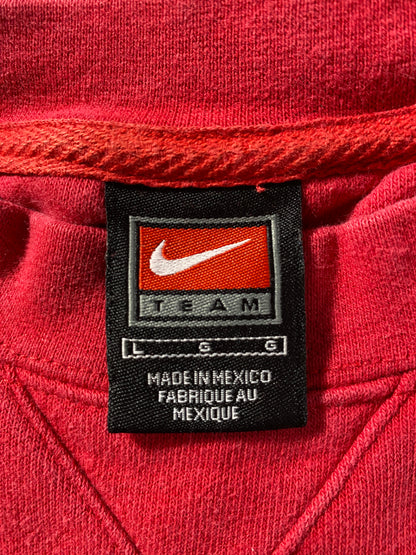 TEAM
L G G
MADE IN MEXICO
FABRIQUE AU
MEXIQUE